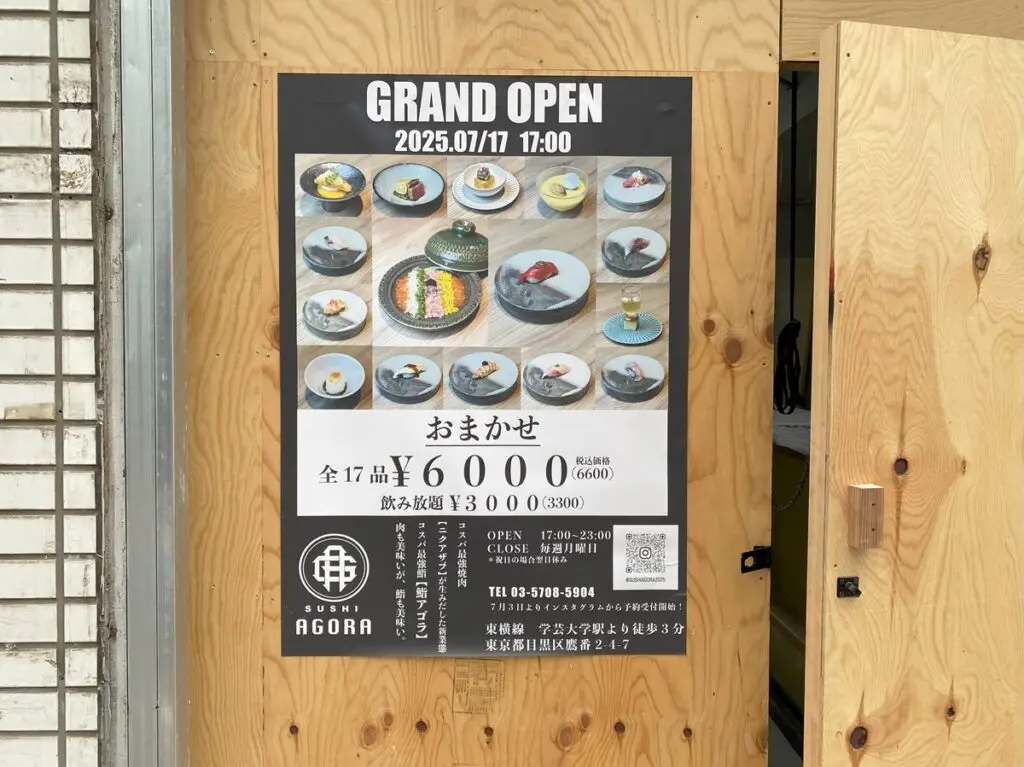 GRAND OPEN
2025.07/17 17:00
おまかせ
全17品¥6000(6600)
税込価格
飲み放題¥3000(3300)
SUSHI
AGORA
コスパ最強焼肉
【ニクアザブ】が生みだした新業態
コスパ最強鮨【鮨アゴラ】
肉も美味いが、鮨も美味い。
OPEN 17:00~23:00
CLOSE 毎週月曜日
※祝日の場合翌日休み
@SUSHIAGORA2025
TEL 03-5708-5904
7月3日よりインスタグラムから予約受付開始！
東横線 学芸大学駅より徒歩3分
東京都目黒区鷹番2-4-7